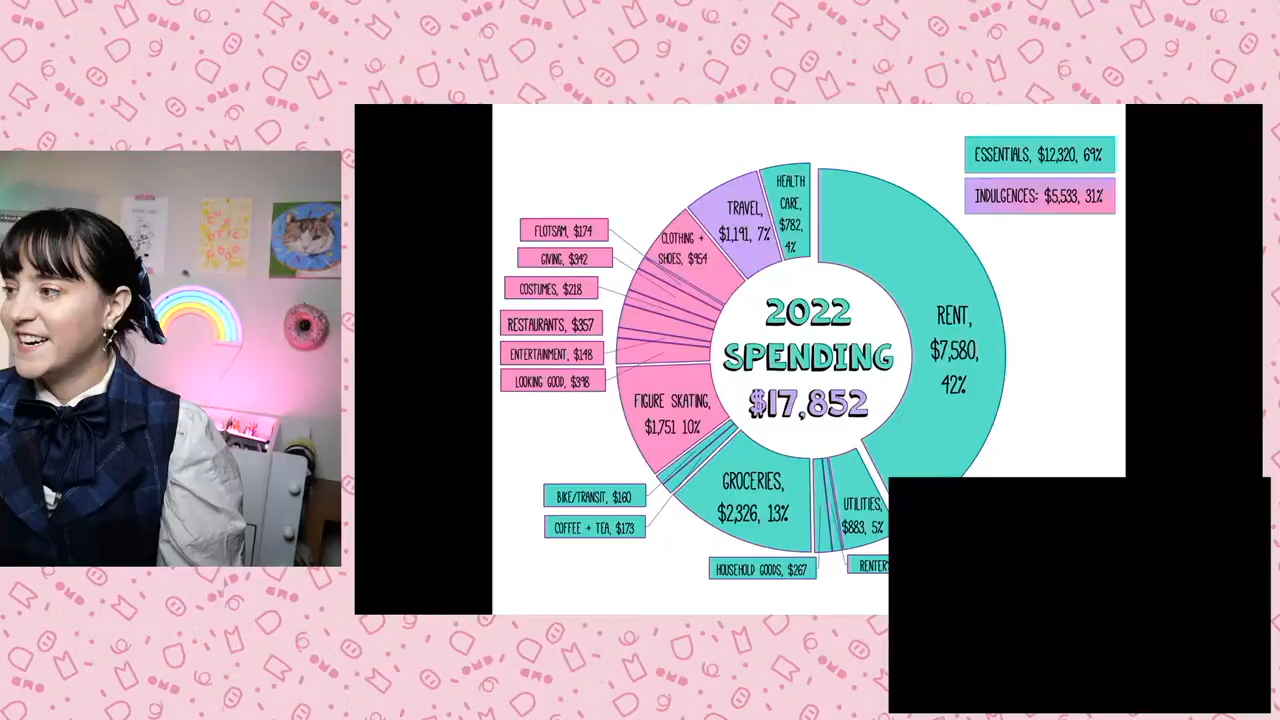 ESSENTIALS, $12,320, 69%
INDULGENCES: $5,533, 31%
HEALTH
CARE,
$782,
4%
TRAVEL,
$1,191, 7%
CLOTHING +
SHOES, $954
FLOTSAM, $174
GIVING, $342
COSTUMES, $218
RESTAURANTS, $357
ENTERTAINMENT, $148
LOOKING GOOD, $398
RENT,
$7,580,
42%
2022
SPENDING
$17,852
FIGURE SKATING,
$1,751 10%
BIKE/TRANSIT, $160
COFFEE + TEA, $173
GROCERIES,
$2,326, 13%
UTILITIES,
$883, 5%
HOUSEHOLD GOODS, $267
RENTERS